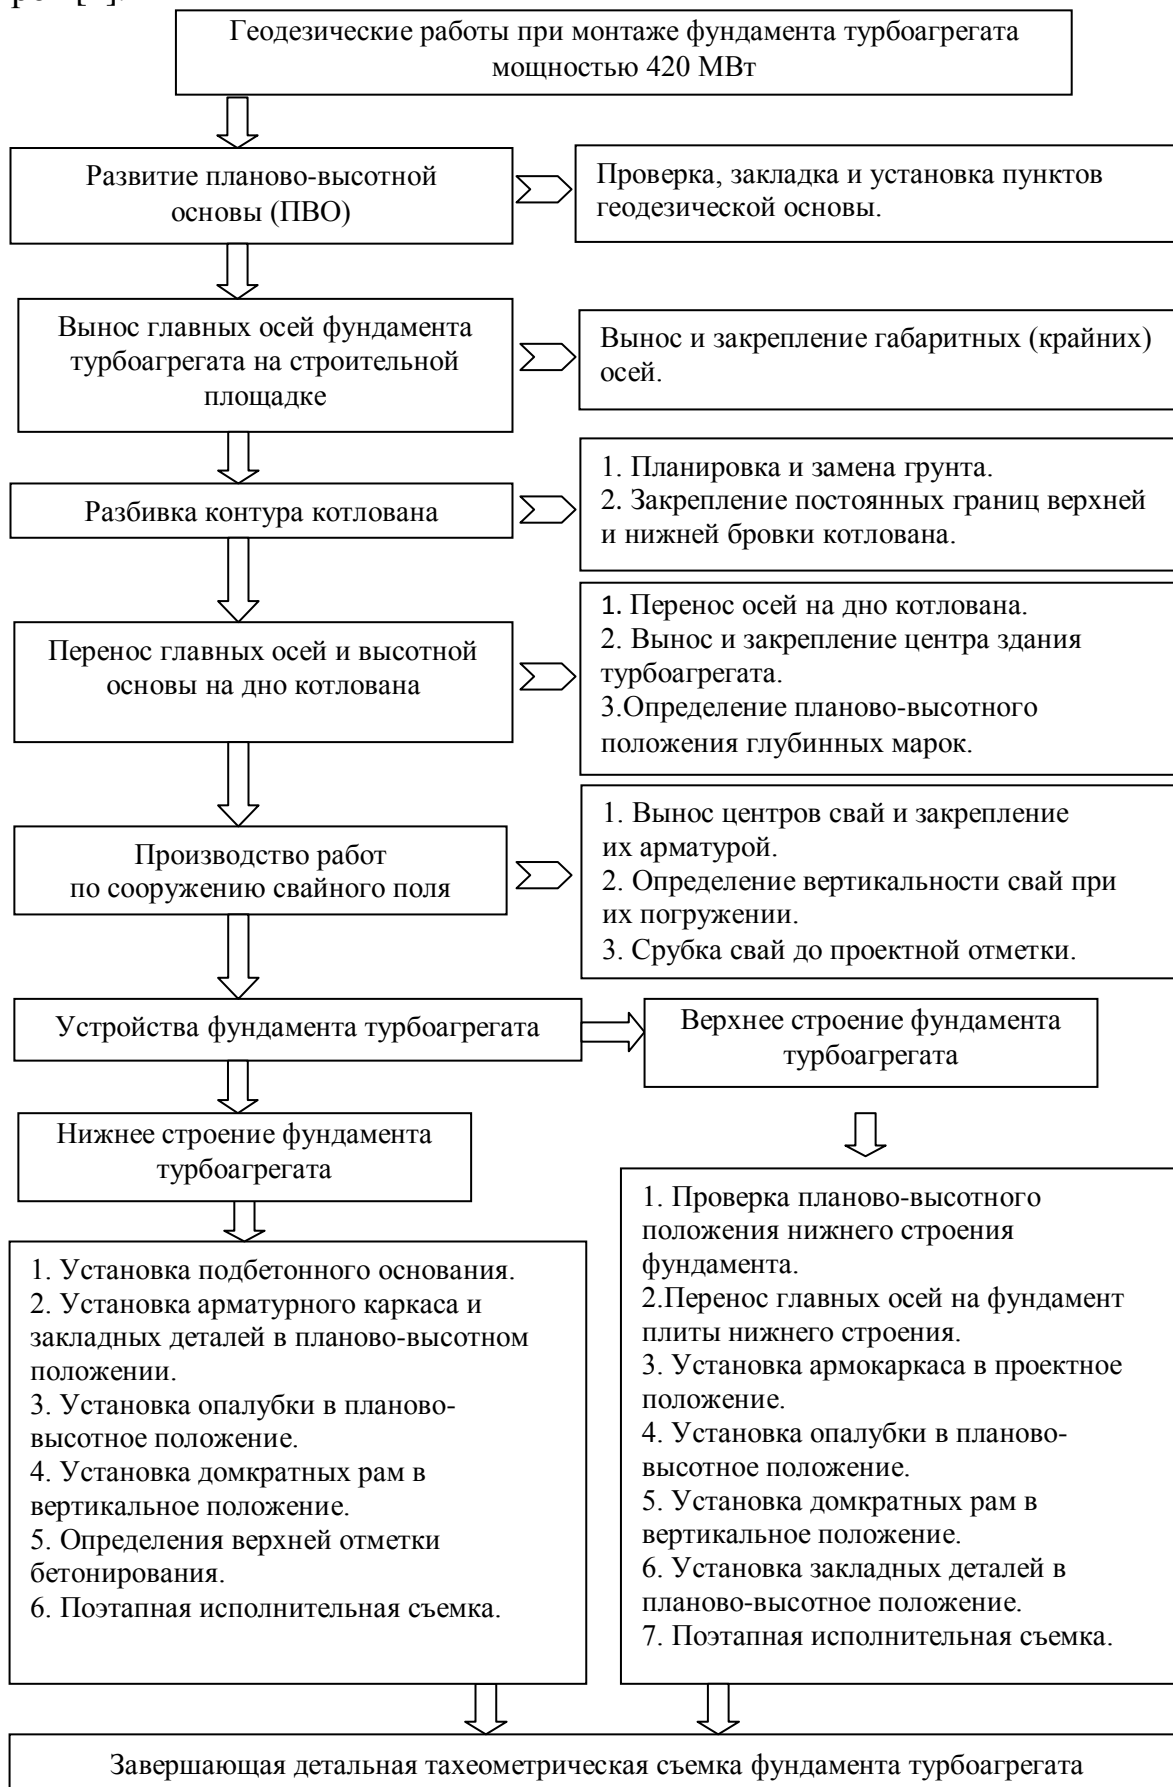 Геодезические работы при монтаже фундамента турбоагрегата
мощностью 420 МВт
Развитие планово-высотной
основы (ПВО)
Проверка, закладка и установка пунктов
геодезической основы.
Вынос главных осей фундамента
турбоагрегата на строительной
площадке
Вынос и закрепление габаритных (крайних)
осей.
Разбивка контура котлована
1. Планировка и замена грунта.
2. Закрепление постоянных границ верхней
и нижней бровки котлована.
Перенос главных осей и высотной
основы на дно котлована
1. Перенос осей на дно котлована.
2. Вынос и закрепление центра здания
турбоагрегата.
3.Определение планово-высотного
положения глубинных марок.
Производство работ
по сооружению свайного поля
1. Вынос центров свай и закрепление
их арматурой.
2. Определение вертикальности свай при
их погружении.
3. Срубка свай до проектной отметки.
Устройства фундамента турбоагрегата
Верхнее строение фундамента
турбоагрегата
Нижнее строение фундамента
турбоагрегата
1. Установка подбетонного основания.
2. Установка арматурного каркаса и
закладных деталей в планово-высотном
положении.
3. Установка опалубки в планово-
высотное положение.
4. Установка домкратных рам в
вертикальное положение.
5. Определения верхней отметки
бетонирования.
6. Поэтапная исполнительная съемка.
1. Проверка планово-высотного
положения нижнего строения
фундамента.
2.Перенос главных осей на фундамент
плиты нижнего строения.
3. Установка армокаркаса в проектное
положение.
4. Установка опалубки в планово-
высотное положение.
5. Установка домкратных рам в
вертикальное положение.
6. Установка закладных деталей в
планово-высотное положение.
7. Поэтапная исполнительная съемка.
Завершающая детальная тахеометрическая съемка фундамента турбоагрегата